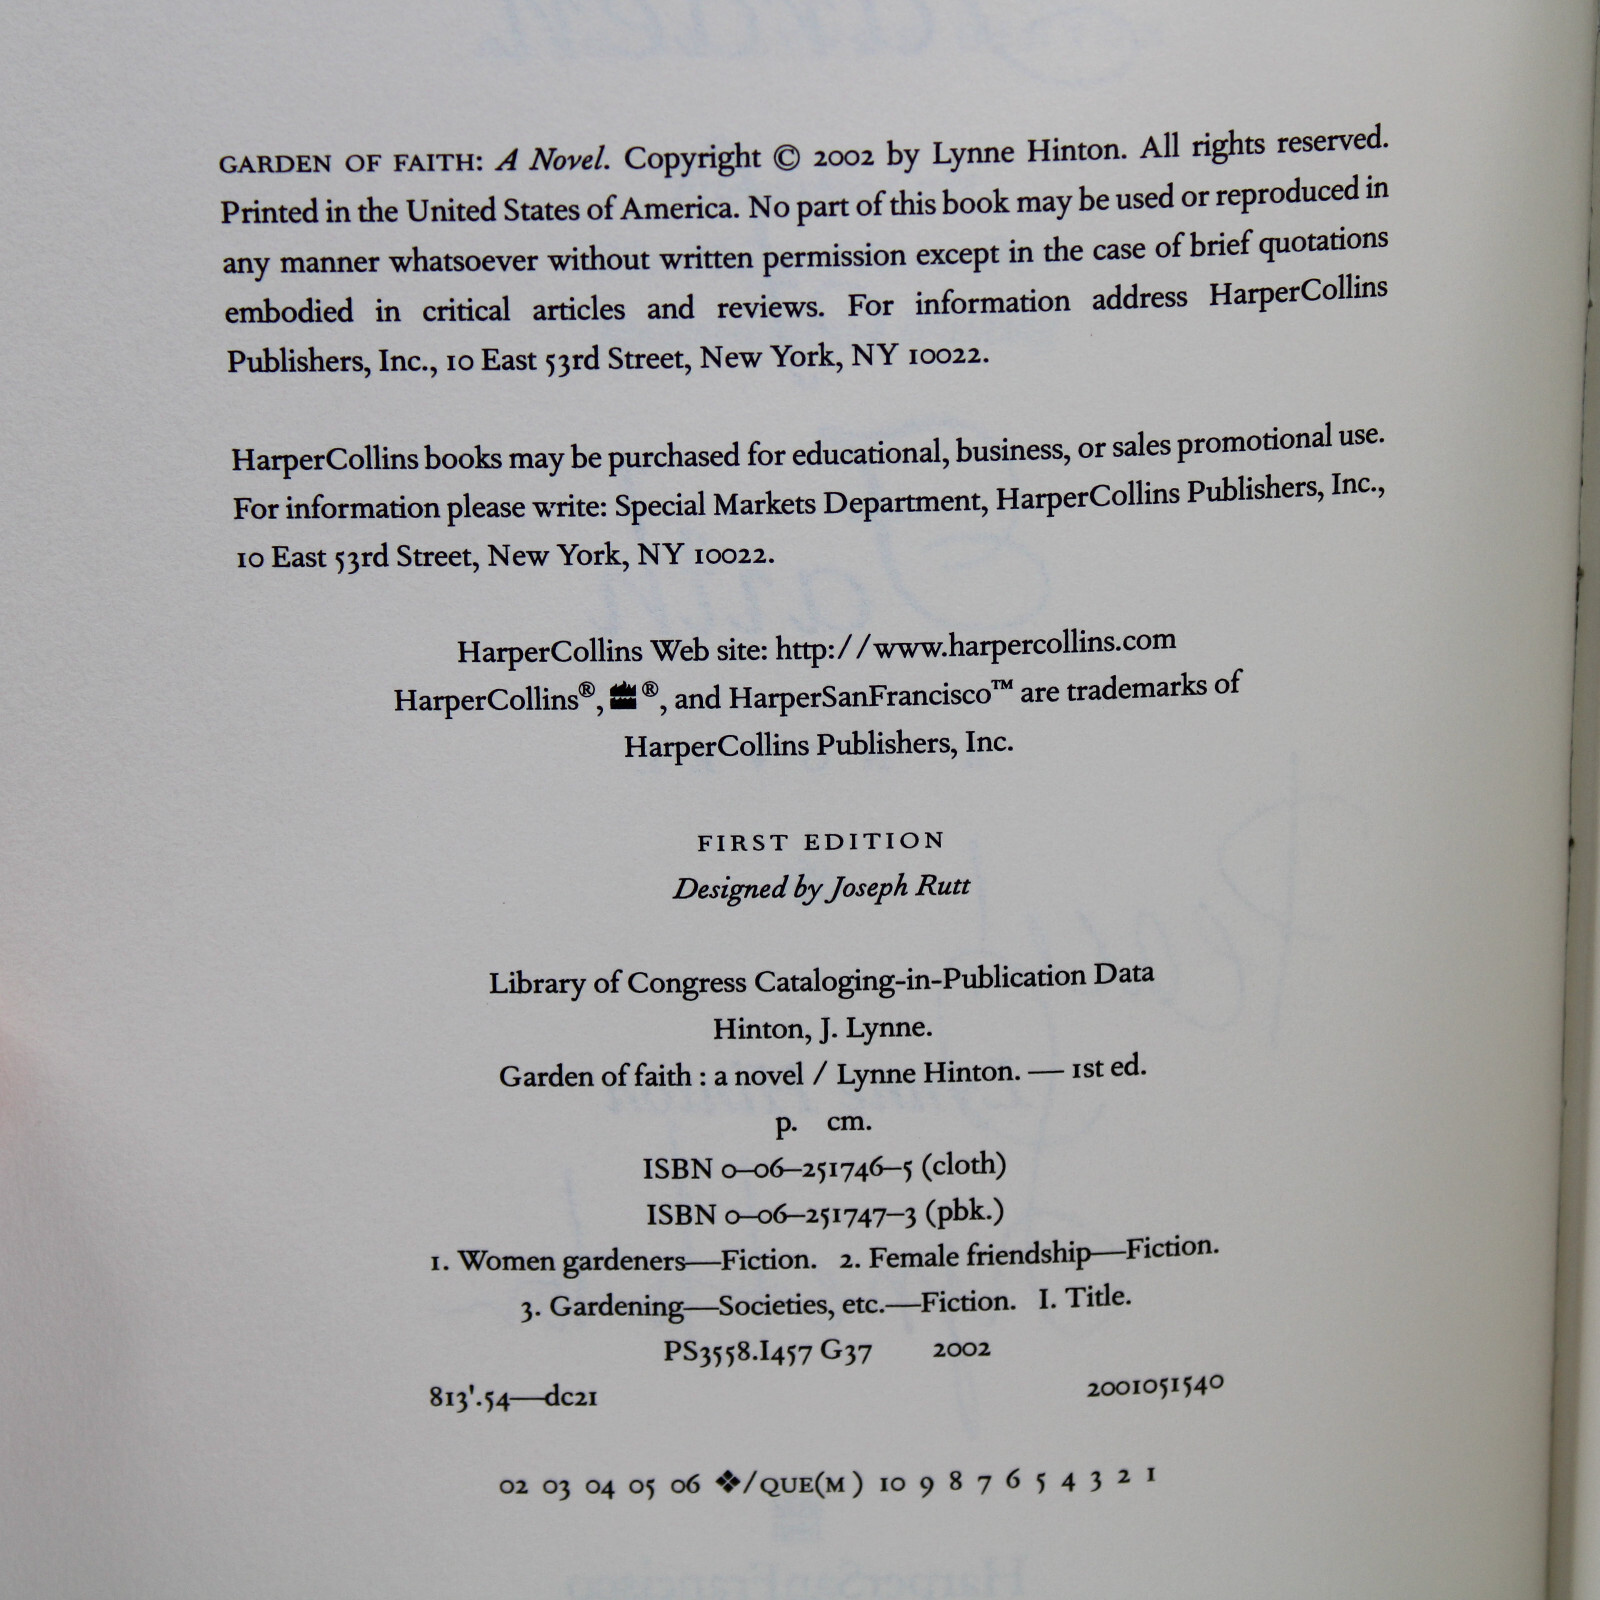 GARDEN OF FAITH: A Novel. Copyright © 2002 by Lynne Hinton. All rights reserved.
Printed in the United States of America. No part of this book may be used or reproduced in
any manner whatsoever without written permission except in the case of brief quotations
embodied in critical articles and reviews. For information address HarperCollins
Publishers, Inc., 10 East 53rd Street, New York, NY 10022.
HarperCollins books may be purchased for educational, business, or sales promotional use.
For information please write: Special Markets Department, HarperCollins Publishers, Inc.,
10 East 53rd Street, New York, NY 10022.
HarperCollins Web site: http://www.harpercollins.com
HarperCollins®, ®, and HarperSanFrancisco™ are trademarks of
HarperCollins Publishers, Inc.
FIRST EDITION
Designed by Joseph Rutt
Library of Congress Cataloging-in-Publication Data
Hinton, J. Lynne.
Garden of faith : a novel / Lynne Hinton. — 1st ed.
p. cm.
ISBN 0–06–251746–5 (cloth)
ISBN 0–06–251747–3 (pbk.)
1. Women gardeners—Fiction. 2. Female friendship—Fiction.
3. Gardening—Societies, etc.—Fiction. I. Title.
PS3558.I457 G37 2002
813'.54—dc21 2001051540
02 03 04 05 06 ❖/QUE(M ) 10 9 8 7 6 5 4 3 2 1